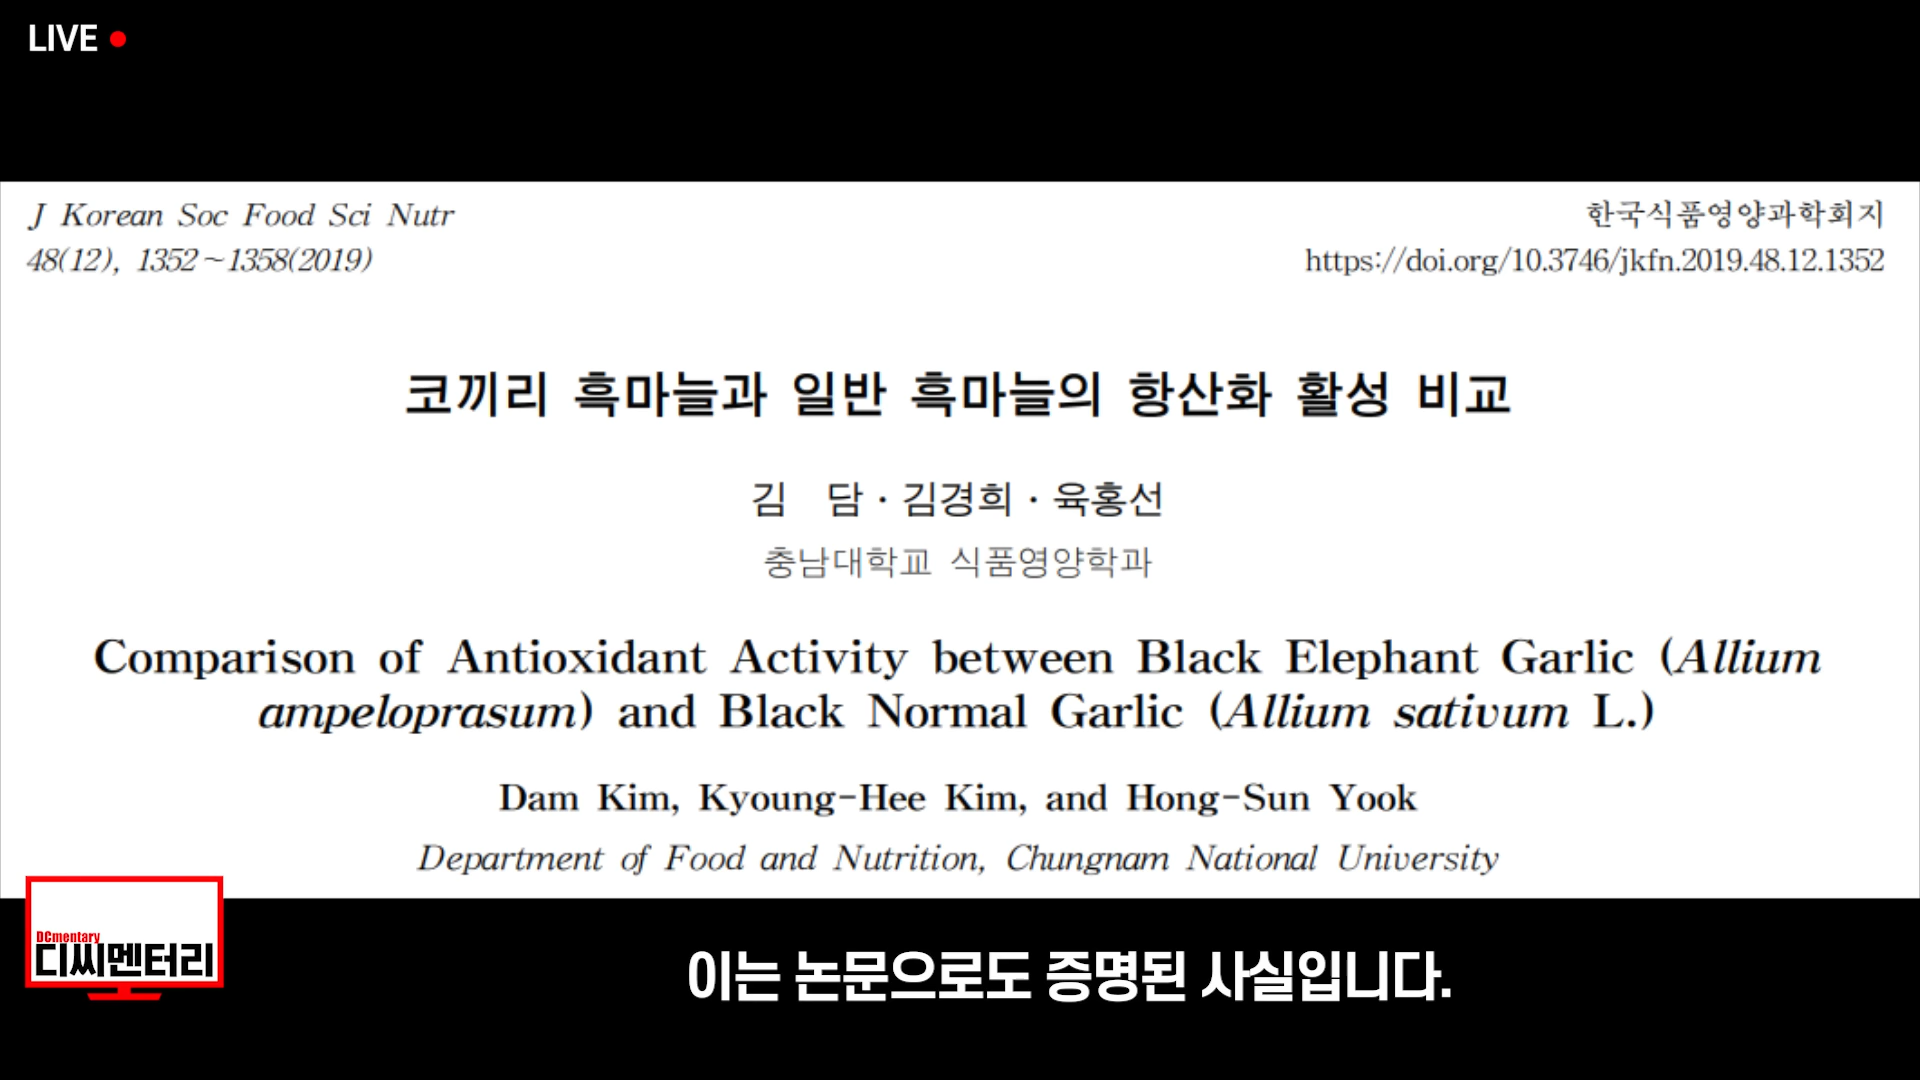 LIVE
J Korean Soc Food Sci Nutr
한국식품영양과학회지
48(12), 1352~1358(2019)
https://doi.org/10.3746/jkfn.2019.48.12.1352
코끼리 흑마늘과 일반 흑마늘의 항산화 활성 비교
김 담·김경희·육홍선
충남대학교 식품영양학과
Comparison of Antioxidant Activity between Black Elephant Garlic (Allium
ampeloprasum) and Black Normal Garlic (Allium sativum L.)
Dam Kim, Kyoung-Hee Kim, and Hong-Sun Yook
Department of Food and Nutrition, Chungnam National University
DCmentary
디씨멘터리
이는 논문으로도 증명된 사실입니다.